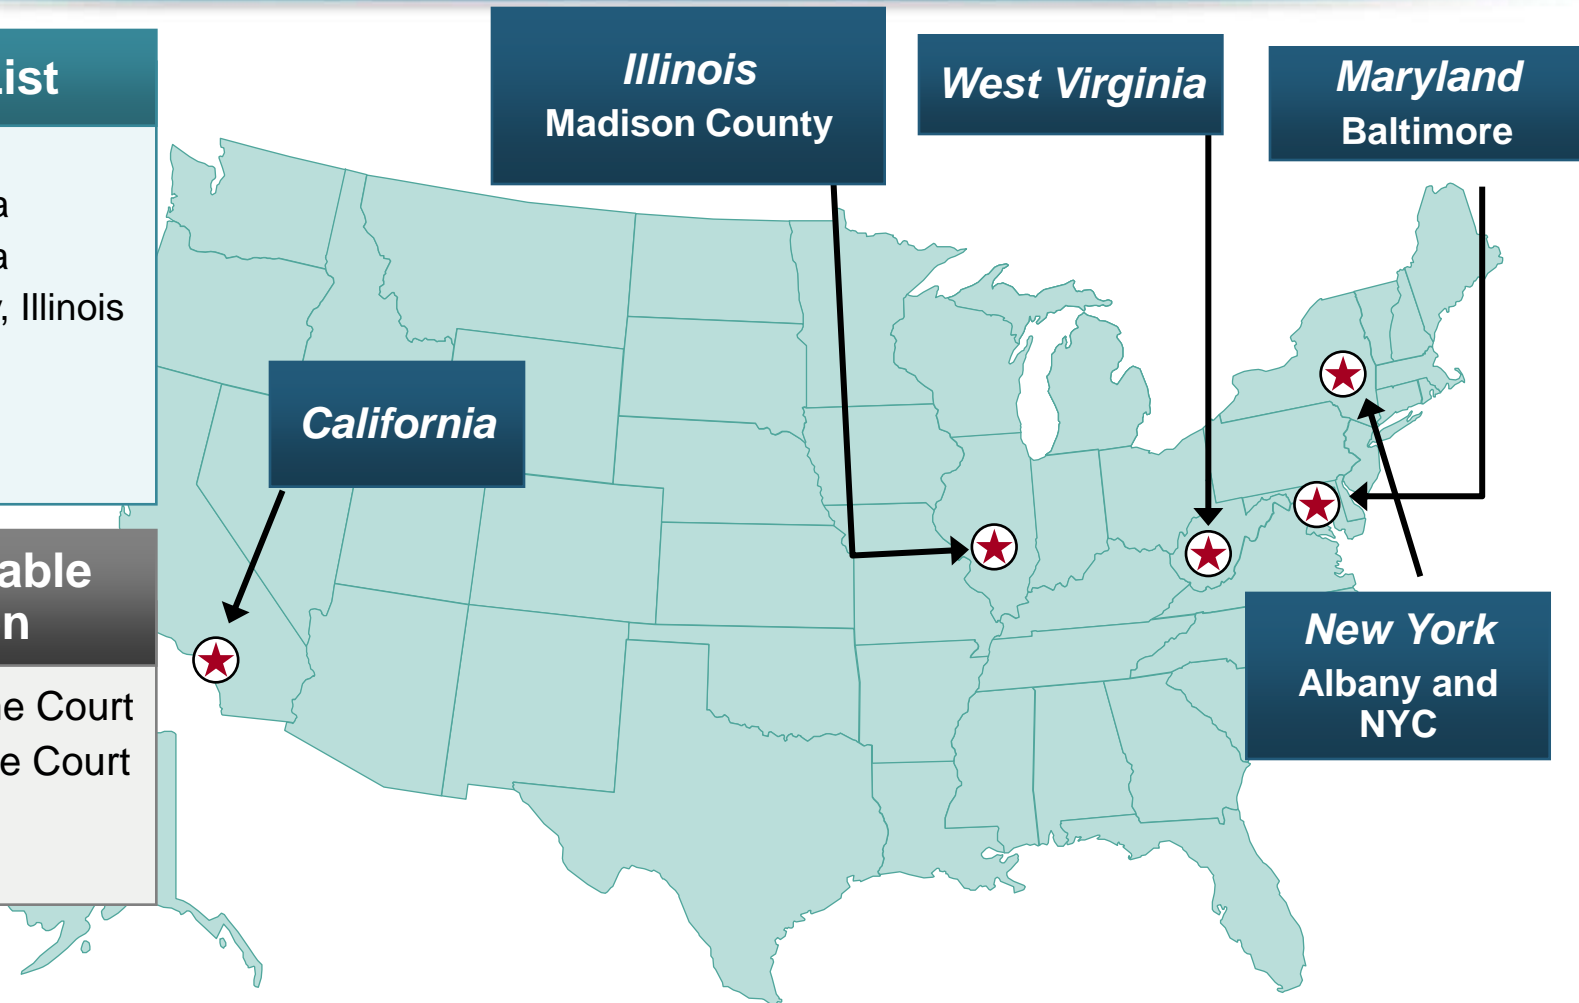 Illinois
Madison County
West Virginia
Maryland
Baltimore
ist
a
a
, Illinois
California
able
n
e Court
e Court
New York
Albany and
NYC